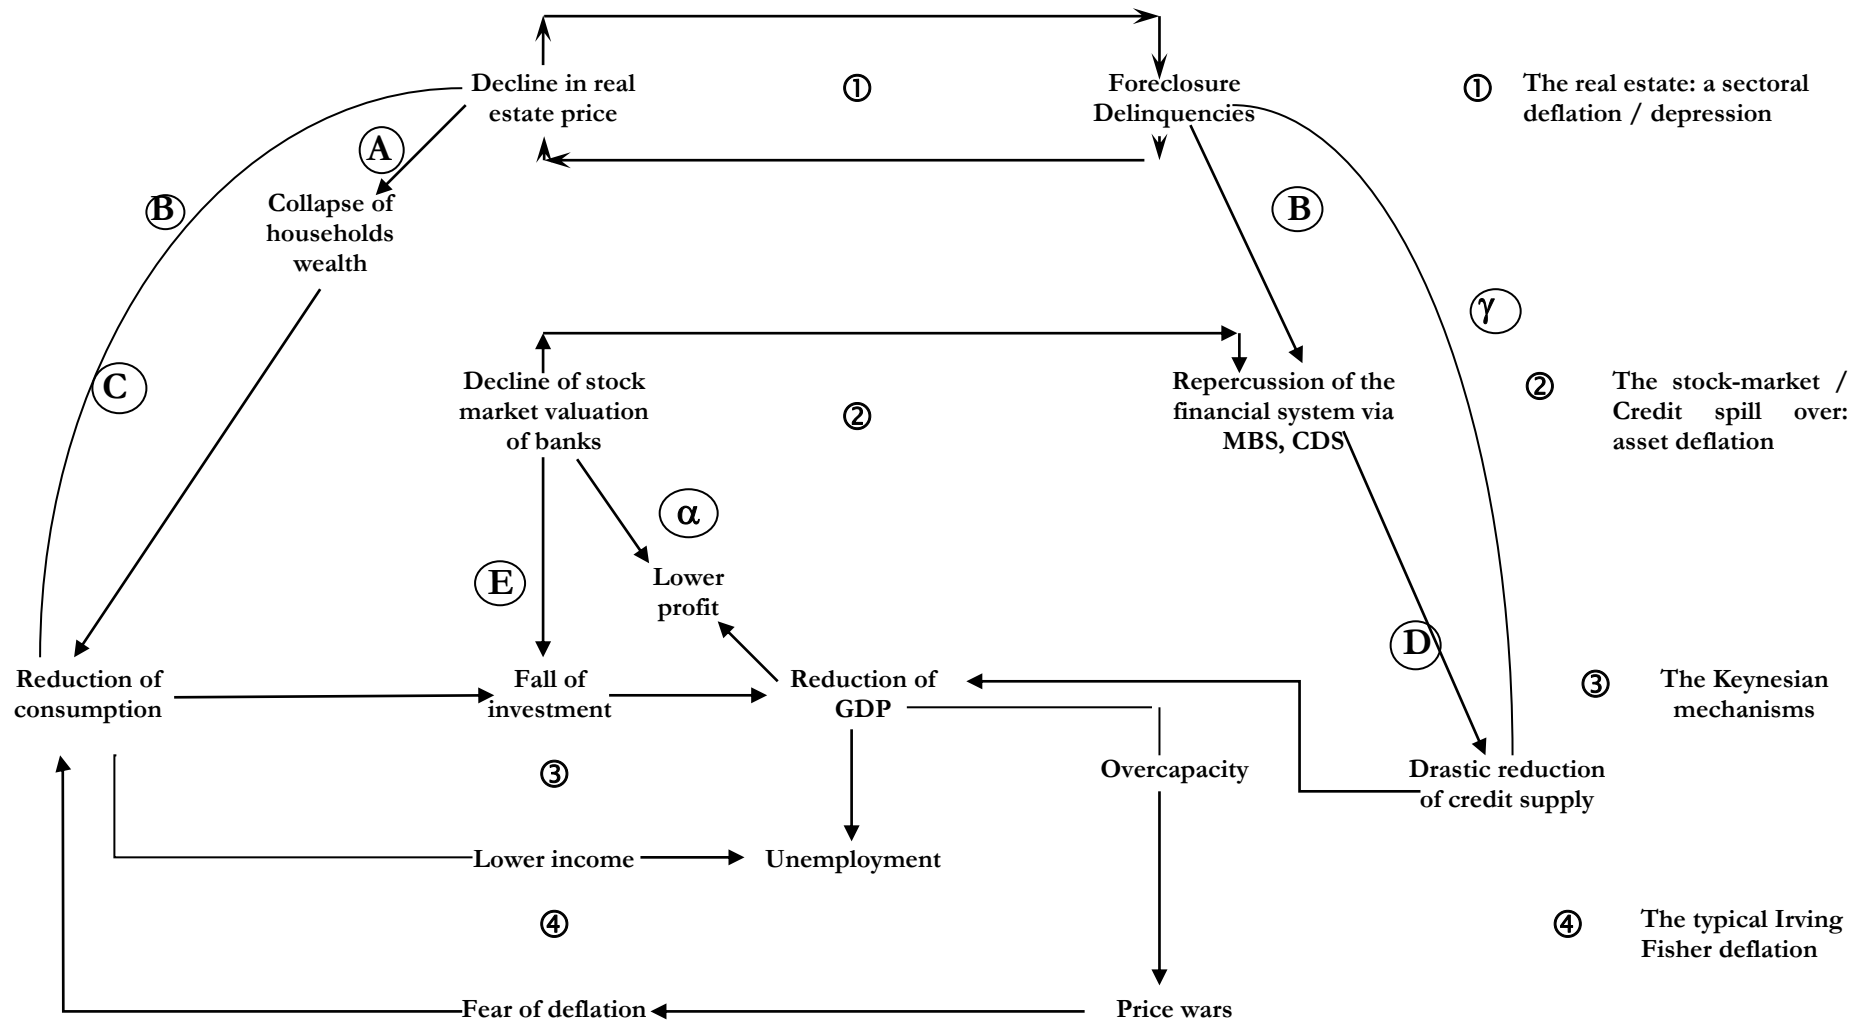 Decline in real
estate price
①
Foreclosure
Delinquencies
① The real estate: a sectoral
deflation / depression
A
B
Collapse of
households
wealth
B
γ
C
Decline of stock
market valuation
of banks
②
Repercussion of the
financial system via
MBS, CDS
② The stock-market /
Credit spill over:
asset deflation
α
E
Lower
profit
D
Reduction of
consumption
Fall of
investment
Reduction of
GDP
③ The Keynesian
mechanisms
③
Overcapacity
Drastic reduction
of credit supply
Lower income
Unemployment
④
④ The typical Irving
Fisher deflation
Fear of deflation
Price wars